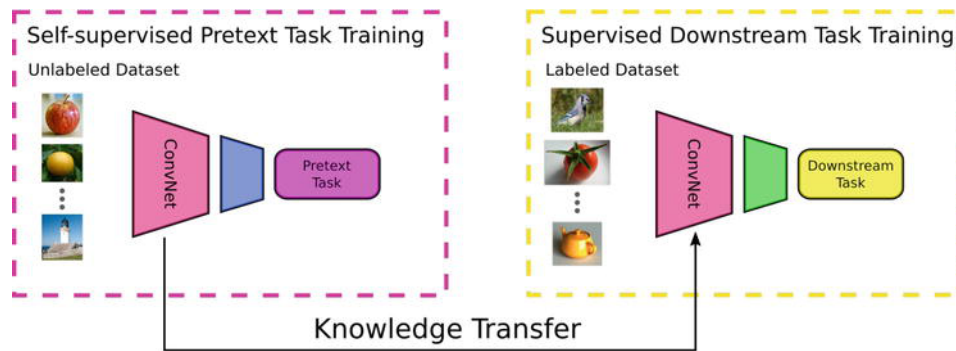 Self-supervised Pretext Task Training
Unlabeled Dataset
ConvNet
Pretext
Task
Supervised Downstream Task Training
Labeled Dataset
ConvNet
Downstream
Task
Knowledge Transfer